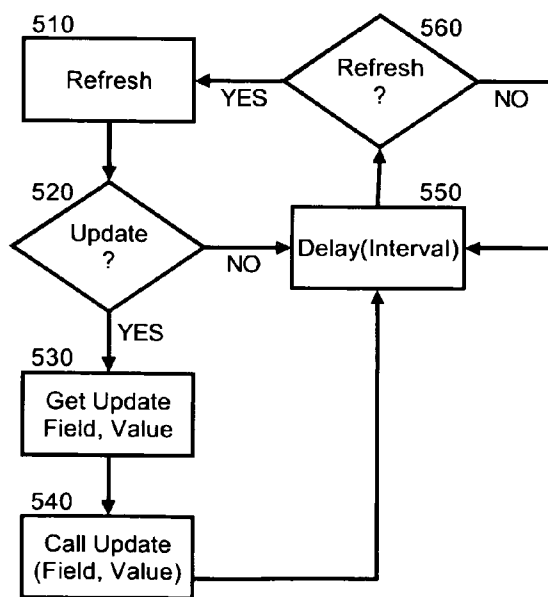 510
Refresh
560
Refresh
?
YES
NO
520
Update
?
NO
YES
550
Delay(Interval)
530
Get Update
Field, Value
540
Call Update
(Field, Value)